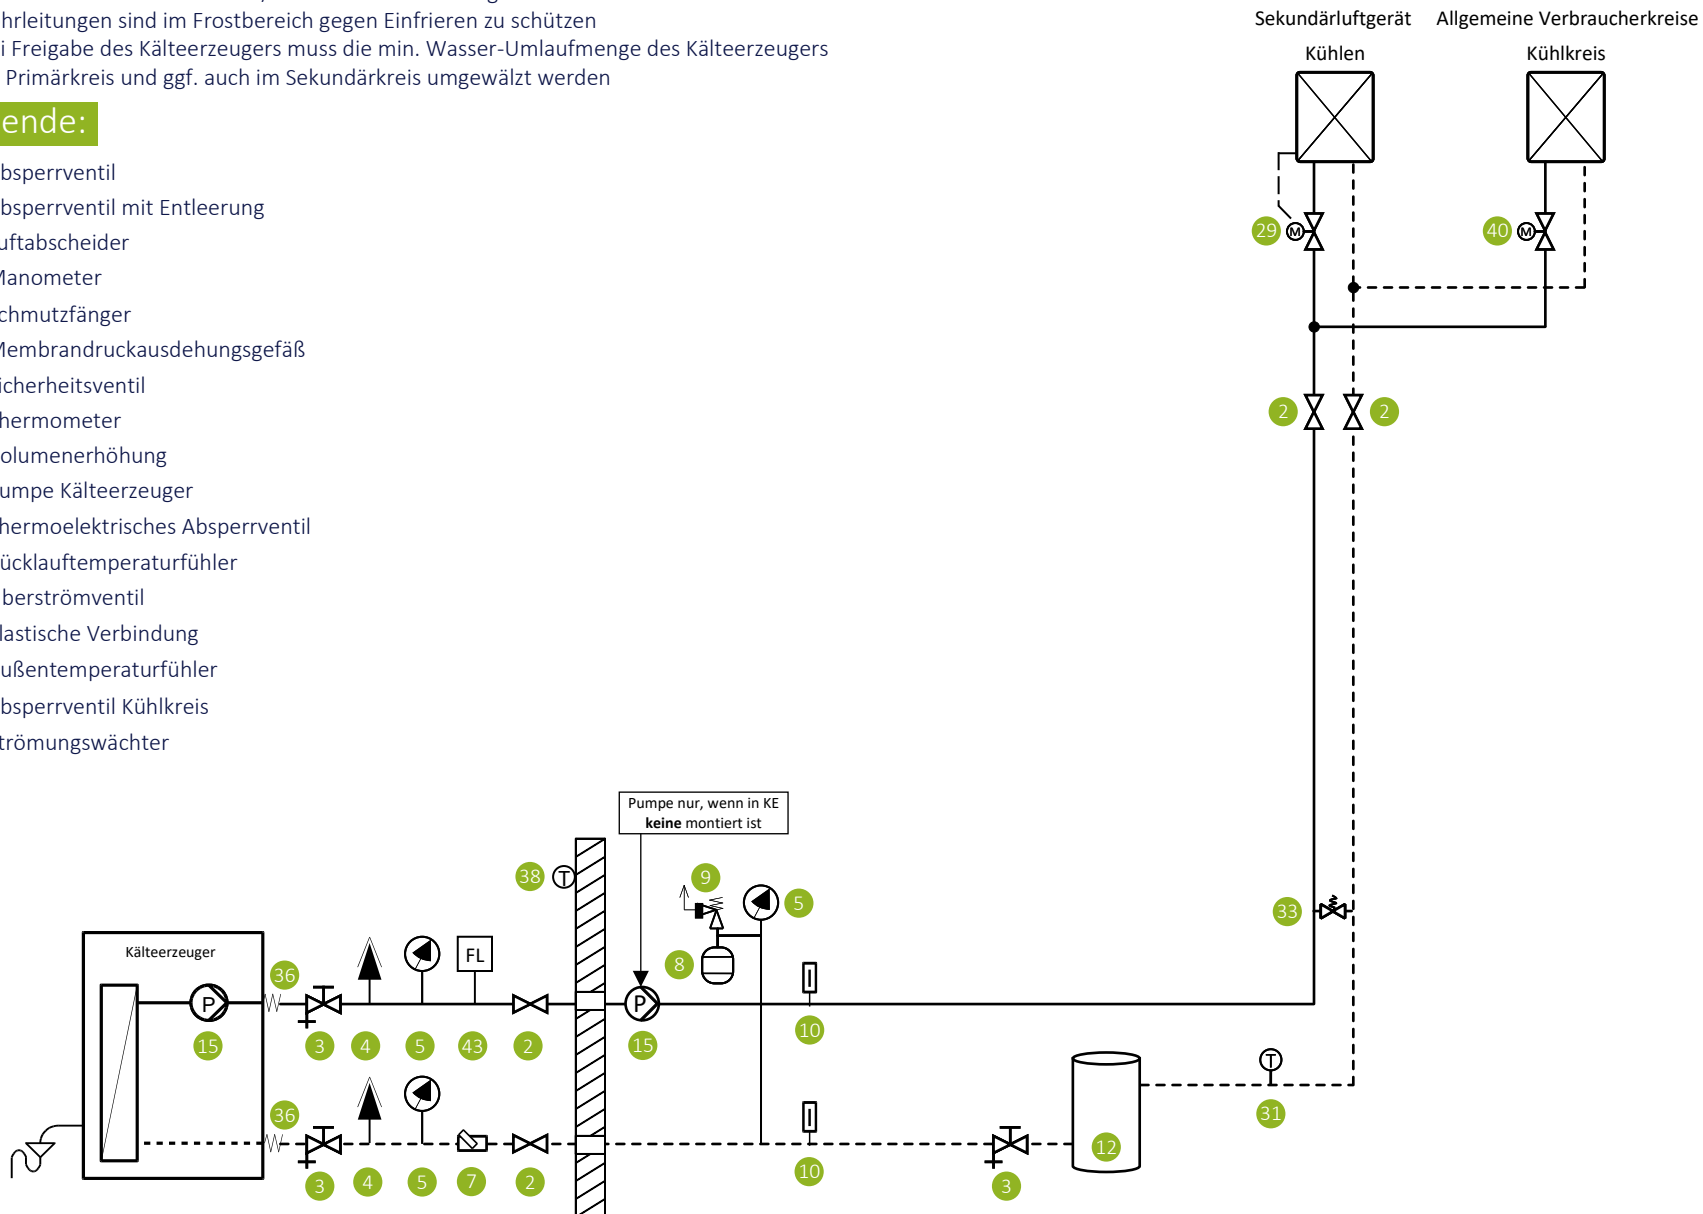 hrleitungen sind im Frostbereich gegen Einfrieren zu schützen
i Freigabe des Kälteerzeugers muss die min. Wasser-Umlaufmenge des Kälteerzeugers
Primärkreis und ggf. auch im Sekundärkreis umgewälzt werden
ende:
bsperrventil
bsperrventil mit Entleerung
uftabscheider
Manometer
chmutzfänger
Membrandruckausdehungsgefäß
icherheitsventil
hermometer
olumenerhöhung
umpe Kälteerzeuger
hermoelektrisches Absperrventil
ücklauftemperaturfühler
berströmventil
lastische Verbindung
ußentemperaturfühler
bsperrventil Kühlkreis
trömungswächter
Sekundärluftgerät Allgemeine Verbraucherkreise
Kühlen Kühlkreis
29 M 40 M
2 2
Pumpe nur, wenn in KE
keine montiert ist
38 T 9 5
33
Kälteerzeuger FL 8
36
P P
15 3 4 5 43 2 15 10
T
36 31
12
3 4 5 7 2 10 3